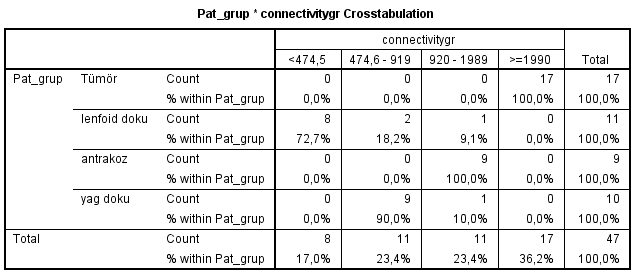 Pat_grup * connectivitygr Crosstabulation
connectivitygr
<474,5 474,6 - 919 920 - 1989 >=1990 Total
Pat_grup Tümör Count 0 0 0 17 17
% within Pat_grup 0,0% 0,0% 0,0% 100,0% 100,0%
lenfoid doku Count 8 2 1 0 11
% within Pat_grup 72,7% 18,2% 9,1% 0,0% 100,0%
antrakoz Count 0 0 9 0 9
% within Pat_grup 0,0% 0,0% 100,0% 0,0% 100,0%
yag doku Count 0 9 1 0 10
% within Pat_grup 0,0% 90,0% 10,0% 0,0% 100,0%
Total Count 8 11 11 17 47
% within Pat_grup 17,0% 23,4% 23,4% 36,2% 100,0%